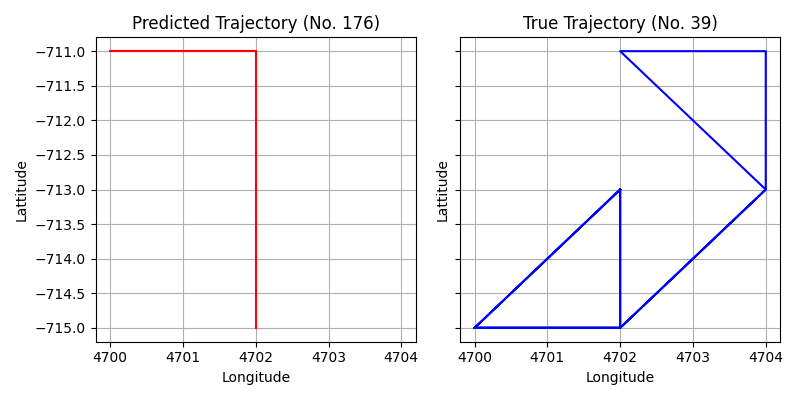 Predicted Trajectory (No. 176)
−711.0
−711.5
−712.0
−712.5
−713.0
−713.5
−714.0
−714.5
−715.0
Lattitude
4700 4701 4702 4703 4704
Longitude
True Trajectory (No. 39)
Lattitude
4700 4701 4702 4703 4704
Longitude